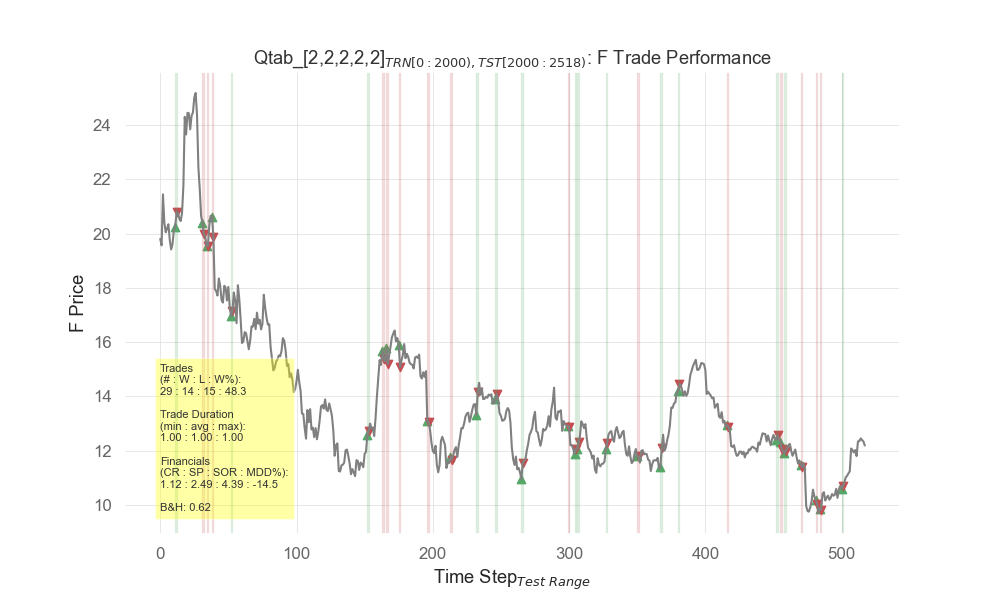 Qtab_[2,2,2,2,2]TRN[0 : 2000), TST[2000 : 2518): F Trade Performance
24
22
20
18
16
14
12
10
F Price
Trades
(# : W : L : W%):
29 : 14 : 15 : 48.3
Trade Duration
(min : avg : max):
1.00 : 1.00 : 1.00
Financials
(CR : SP : SOR : MDD%):
1.12 : 2.49 : 4.39 : -14.5
B&H: 0.62
0 100 200 300 400 500
Time StepTest Range